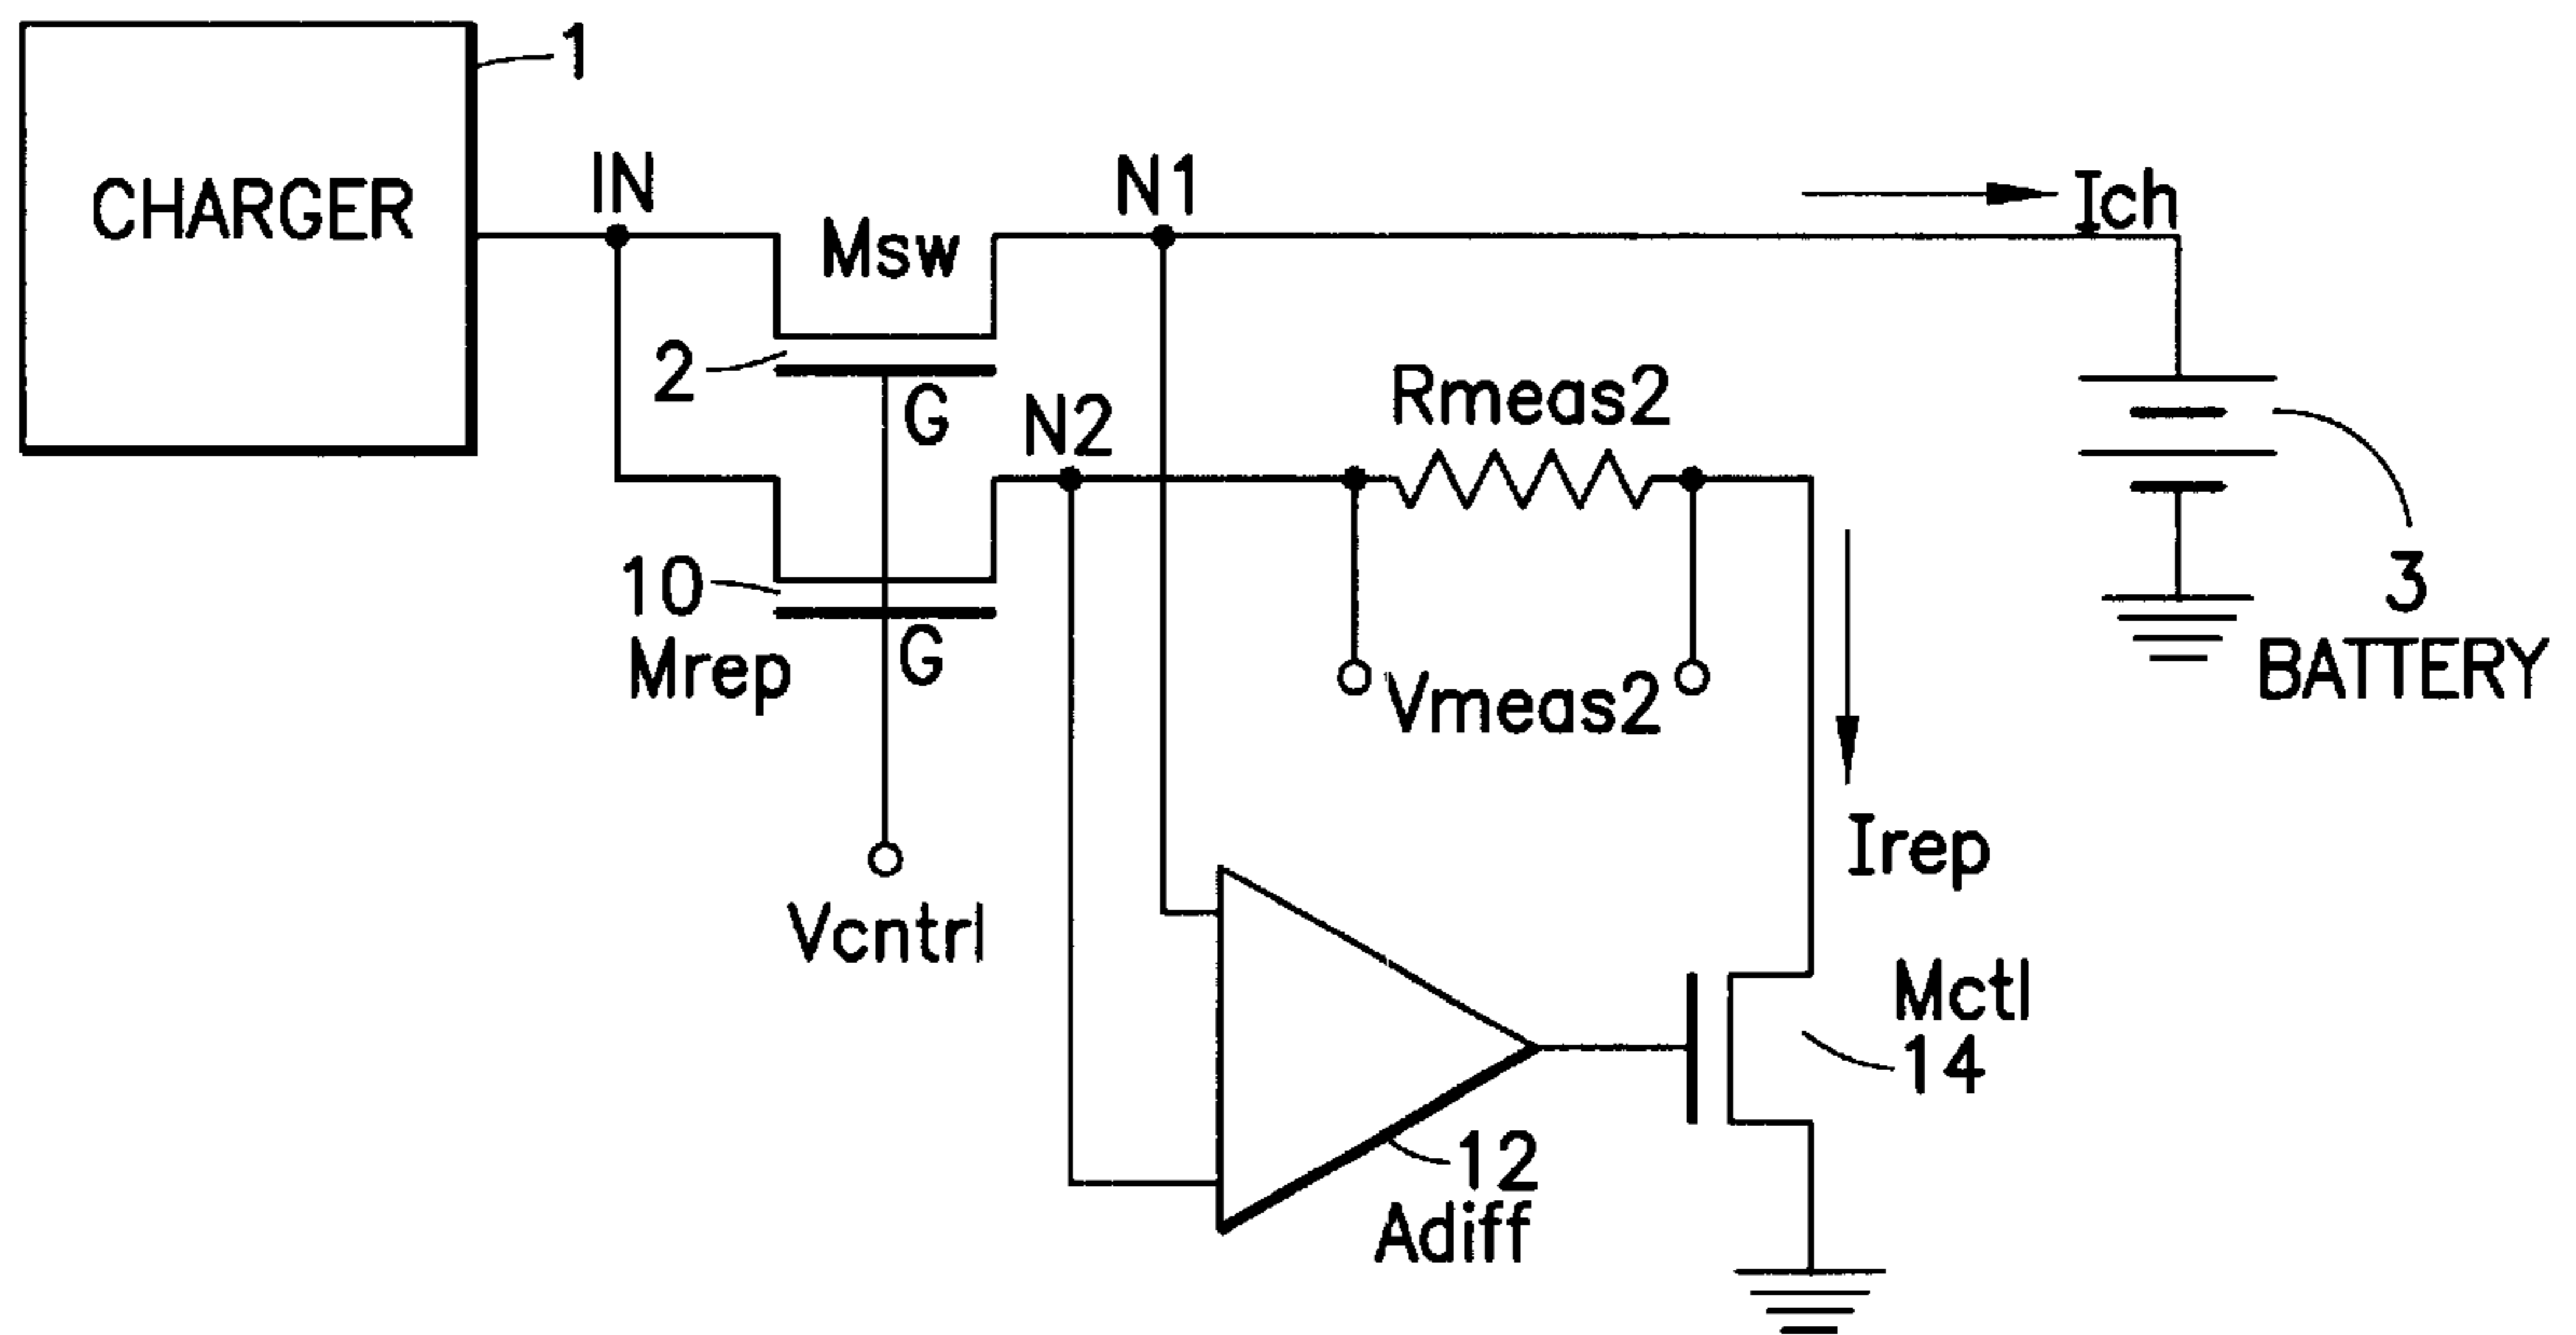 1
CHARGER
IN
Msw
N1
Ich
2
G
N2
Rmeas2
10
Mrep
G
Vmeas2
3
BATTERY
Vcntrl
Irep
Mctl
14
12
Adiff